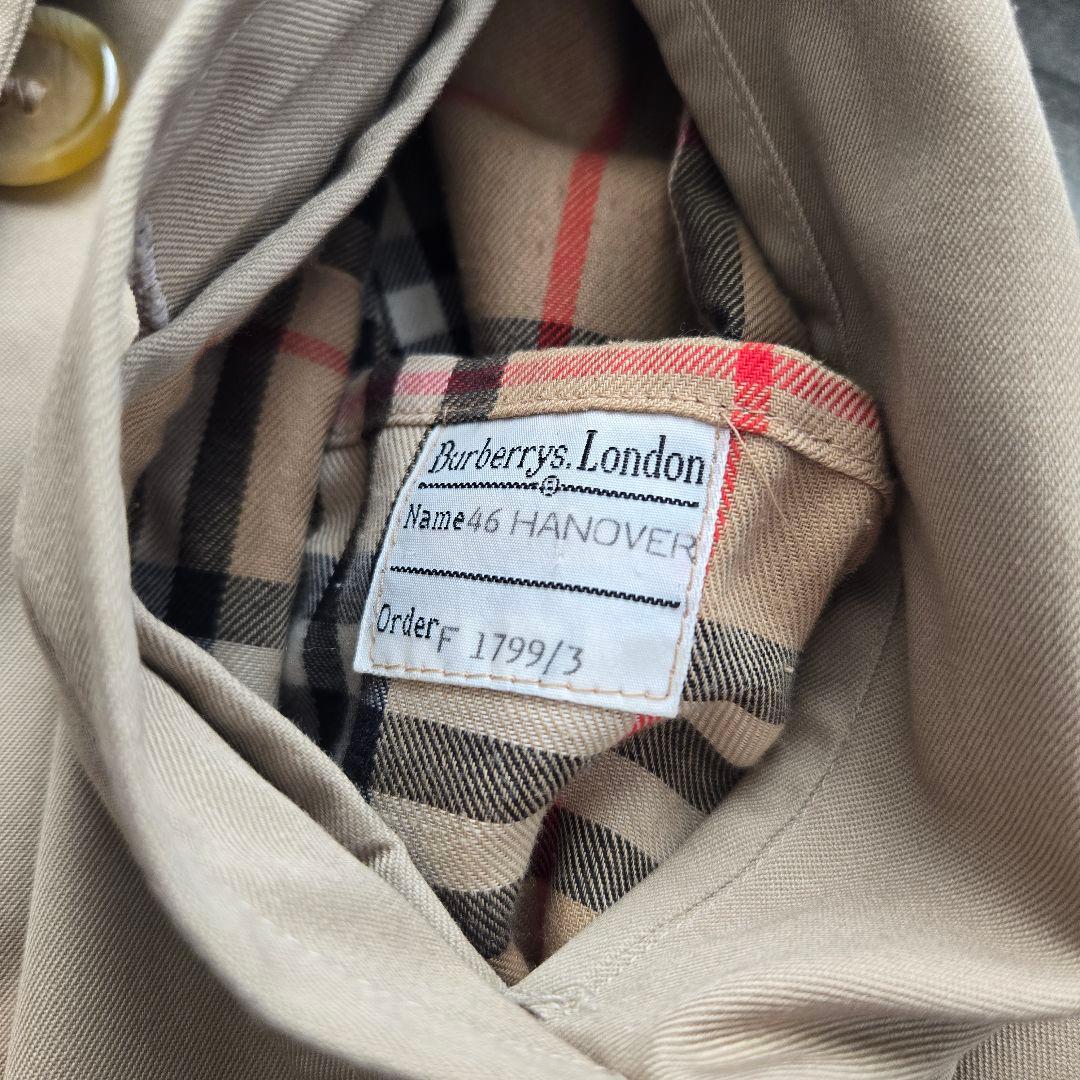 Burberrys. London
Name 46 HANOVER
Order F 1799/3